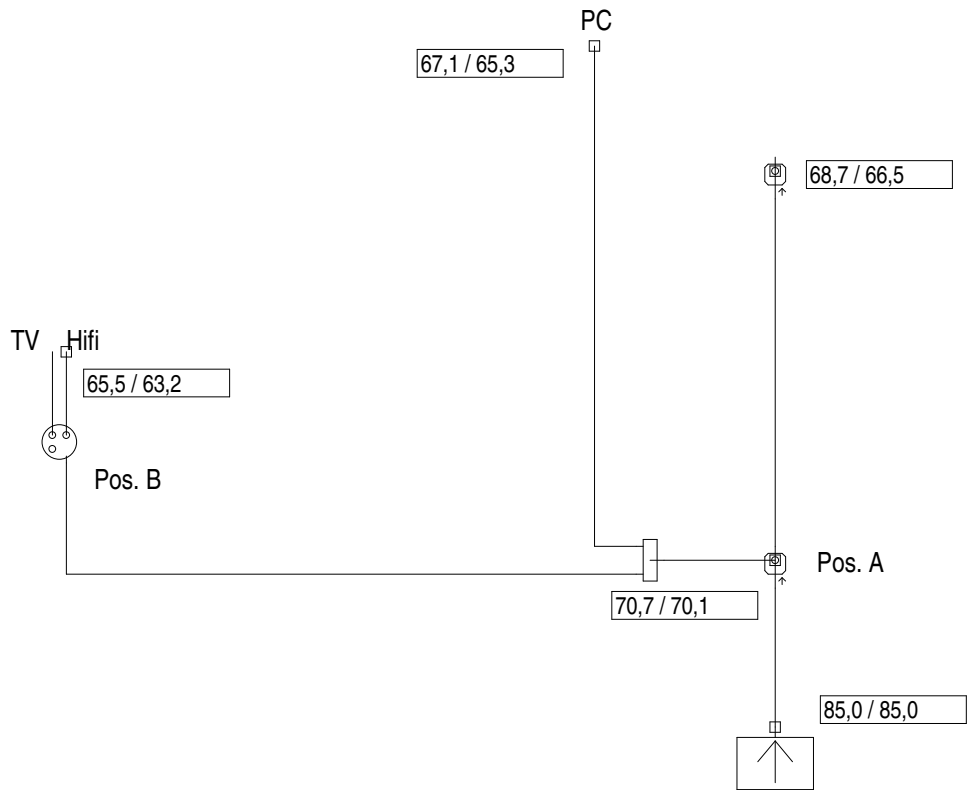 PC
67,1 / 65,3
68,7 / 66,5
TV Hifi
65,5 / 63,2
Pos. B
Pos. A
70,7 / 70,1
85,0 / 85,0